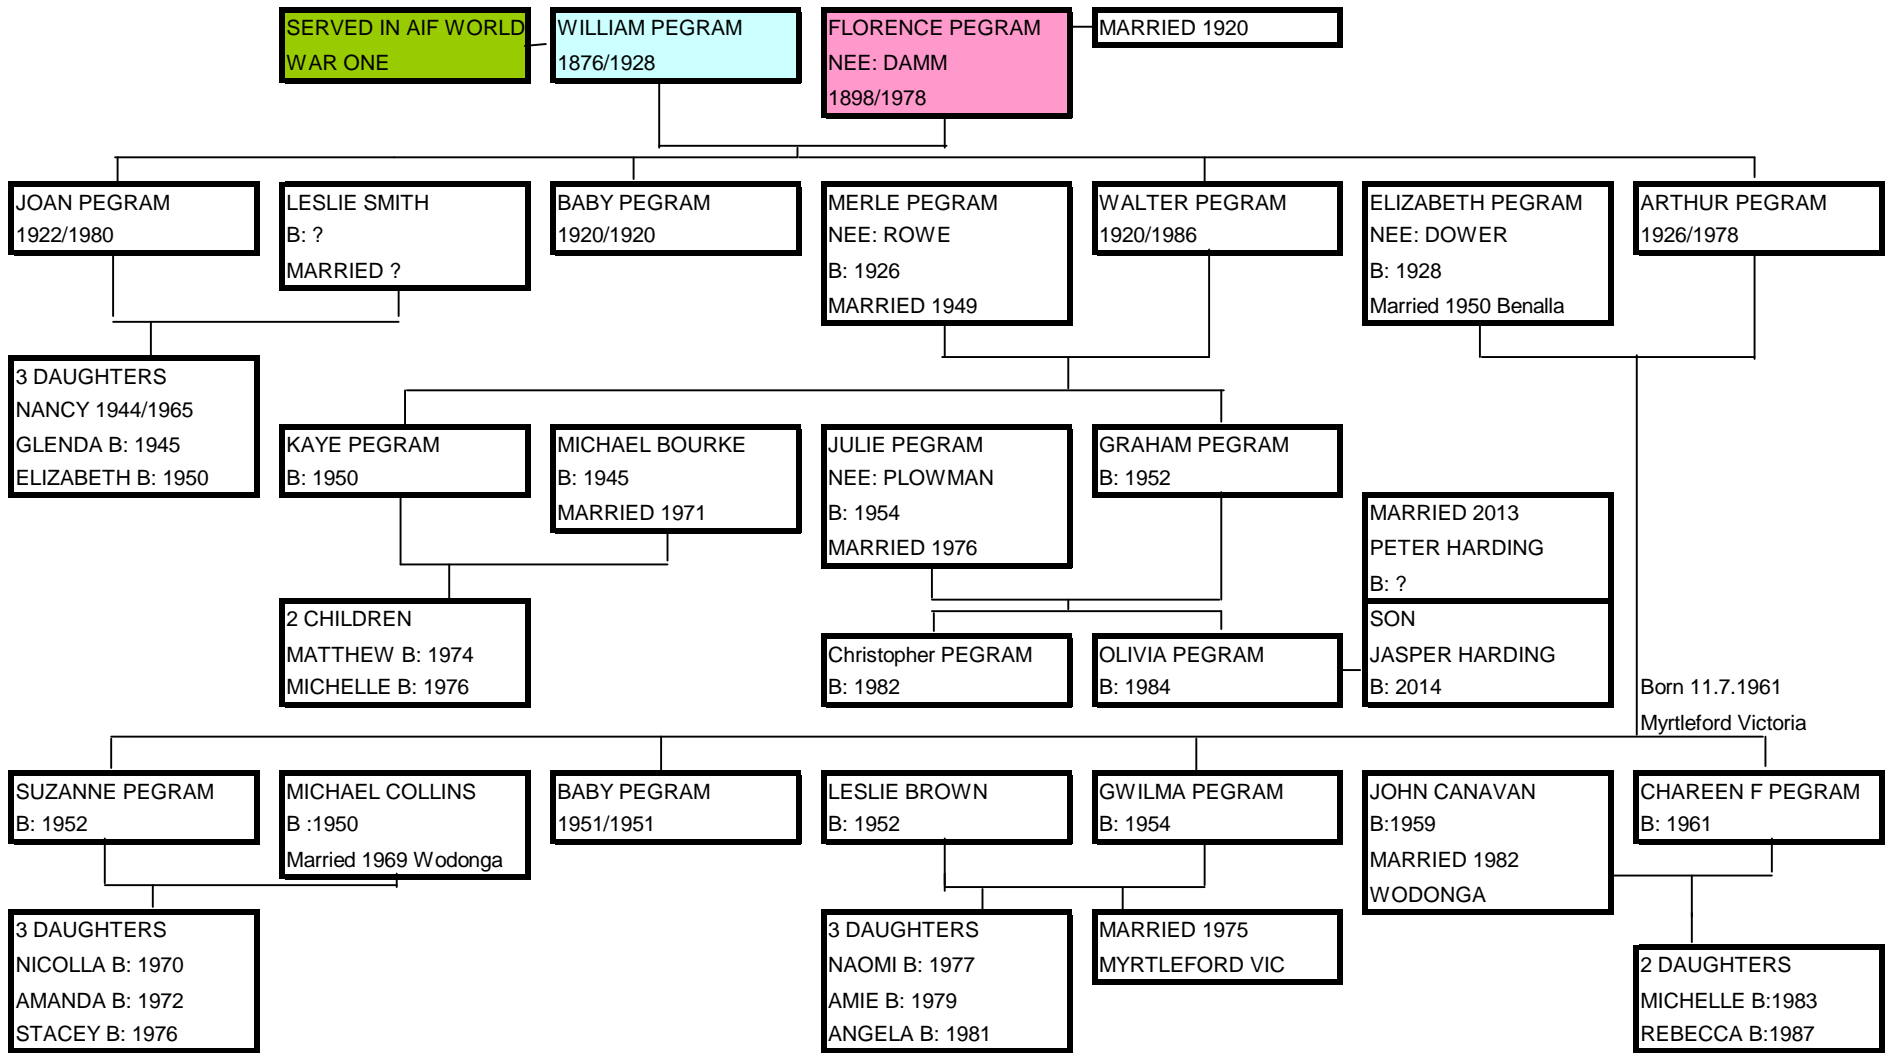 SERVED IN AIF WORLD
WAR ONE
WILLIAM PEGRAM
1876/1928
FLORENCE PEGRAM
NEE: DAMM
1898/1978
MARRIED 1920
JOAN PEGRAM
1922/1980
LESLIE SMITH
B: ?
MARRIED ?
BABY PEGRAM
1920/1920
MERLE PEGRAM
NEE: ROWE
B: 1926
MARRIED 1949
WALTER PEGRAM
1920/1986
ELIZABETH PEGRAM
NEE: DOWER
B: 1928
Married 1950 Benalla
ARTHUR PEGRAM
1926/1978
3 DAUGHTERS
NANCY 1944/1965
GLENDA B: 1945
ELIZABETH B: 1950
KAYE PEGRAM
B: 1950
MICHAEL BOURKE
B: 1945
MARRIED 1971
JULIE PEGRAM
NEE: PLOWMAN
B: 1954
MARRIED 1976
GRAHAM PEGRAM
B: 1952
MARRIED 2013
PETER HARDING
B: ?
2 CHILDREN
MATTHEW B: 1974
MICHELLE B: 1976
Christopher PEGRAM
B: 1982
OLIVIA PEGRAM
B: 1984
SON
JASPER HARDING
B: 2014
Born 11.7.1961
Myrtleford Victoria
SUZANNE PEGRAM
B: 1952
MICHAEL COLLINS
B :1950
Married 1969 Wodonga
BABY PEGRAM
1951/1951
LESLIE BROWN
B: 1952
GWILMA PEGRAM
B: 1954
JOHN CANAVAN
B:1959
MARRIED 1982
WODONGA
CHAREEN F PEGRAM
B: 1961
3 DAUGHTERS
NICOLLA B: 1970
AMANDA B: 1972
STACEY B: 1976
3 DAUGHTERS
NAOMI B: 1977
AMIE B: 1979
ANGELA B: 1981
MARRIED 1975
MYRTLEFORD VIC
2 DAUGHTERS
MICHELLE B:1983
REBECCA B:1987